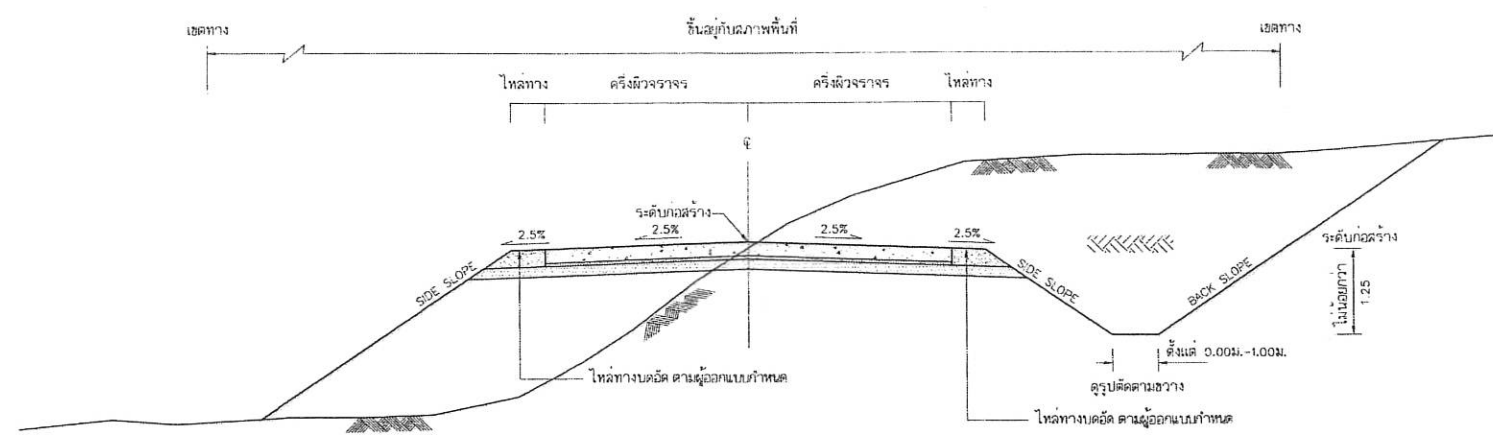 เขตทาง
ขึ้นอยู่กับสภาพพื้นที่
เขตทาง
ไหล่ทาง
ครึ่งผิวจราจร
ครึ่งผิวจราจร
ไหล่ทาง
℄
ระดับก่อสร้าง
2.5%
2.5%
2.5%
2.5%
ระดับก่อสร้าง
SIDE SLOPE
SIDE SLOPE
BACK SLOPE
ไม่น้อยกว่า
1.25
ตั้งแต่ 0.00ม.-1.00ม.
ไหล่ทางบดอัด ตามผู้ออกแบบกำหนด
ดูรูปตัดตามขวาง
ไหล่ทางบดอัด ตามผู้ออกแบบกำหนด